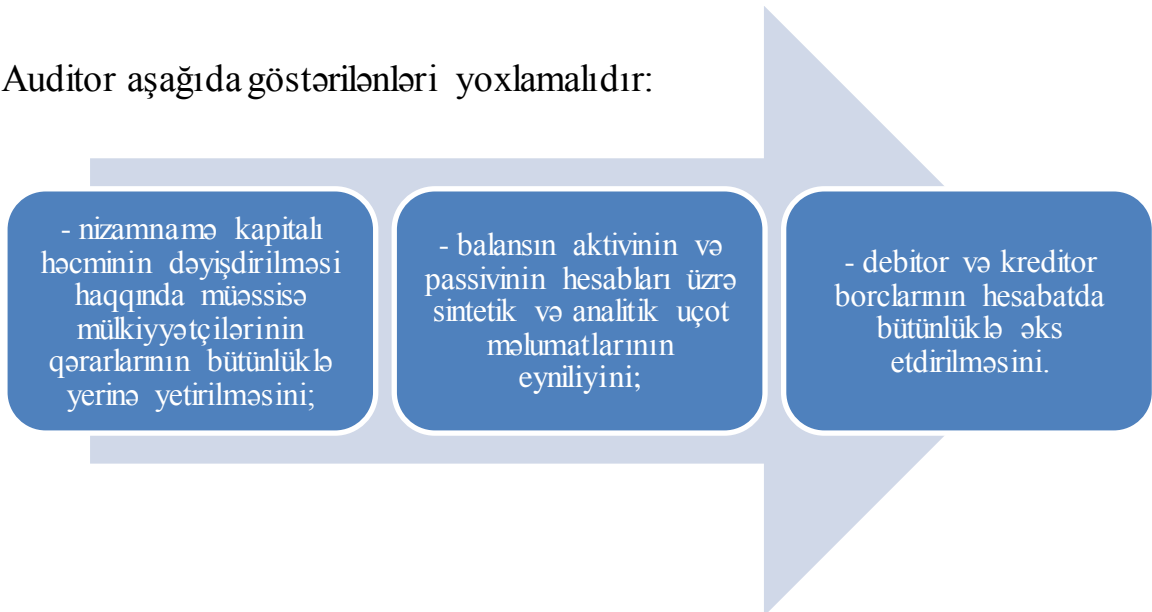 Auditor aşağıda göstərilənləri yoxlamalıdır:
- nizamnamə kapitalı
həcminin dəyişdirilməsi
haqqında müəssisə
mülkiyyətçilərinin
qərarlarının bütünlüklə
yerinə yetirilməsini;
- balansın aktivinin və
passivinin hesabları üzrə
sintetik və analitik uçot
məlumatlarının
eyniliyini;
- debitor və kreditor
borclarının hesabatda
bütünlüklə əks
etdirilməsini.